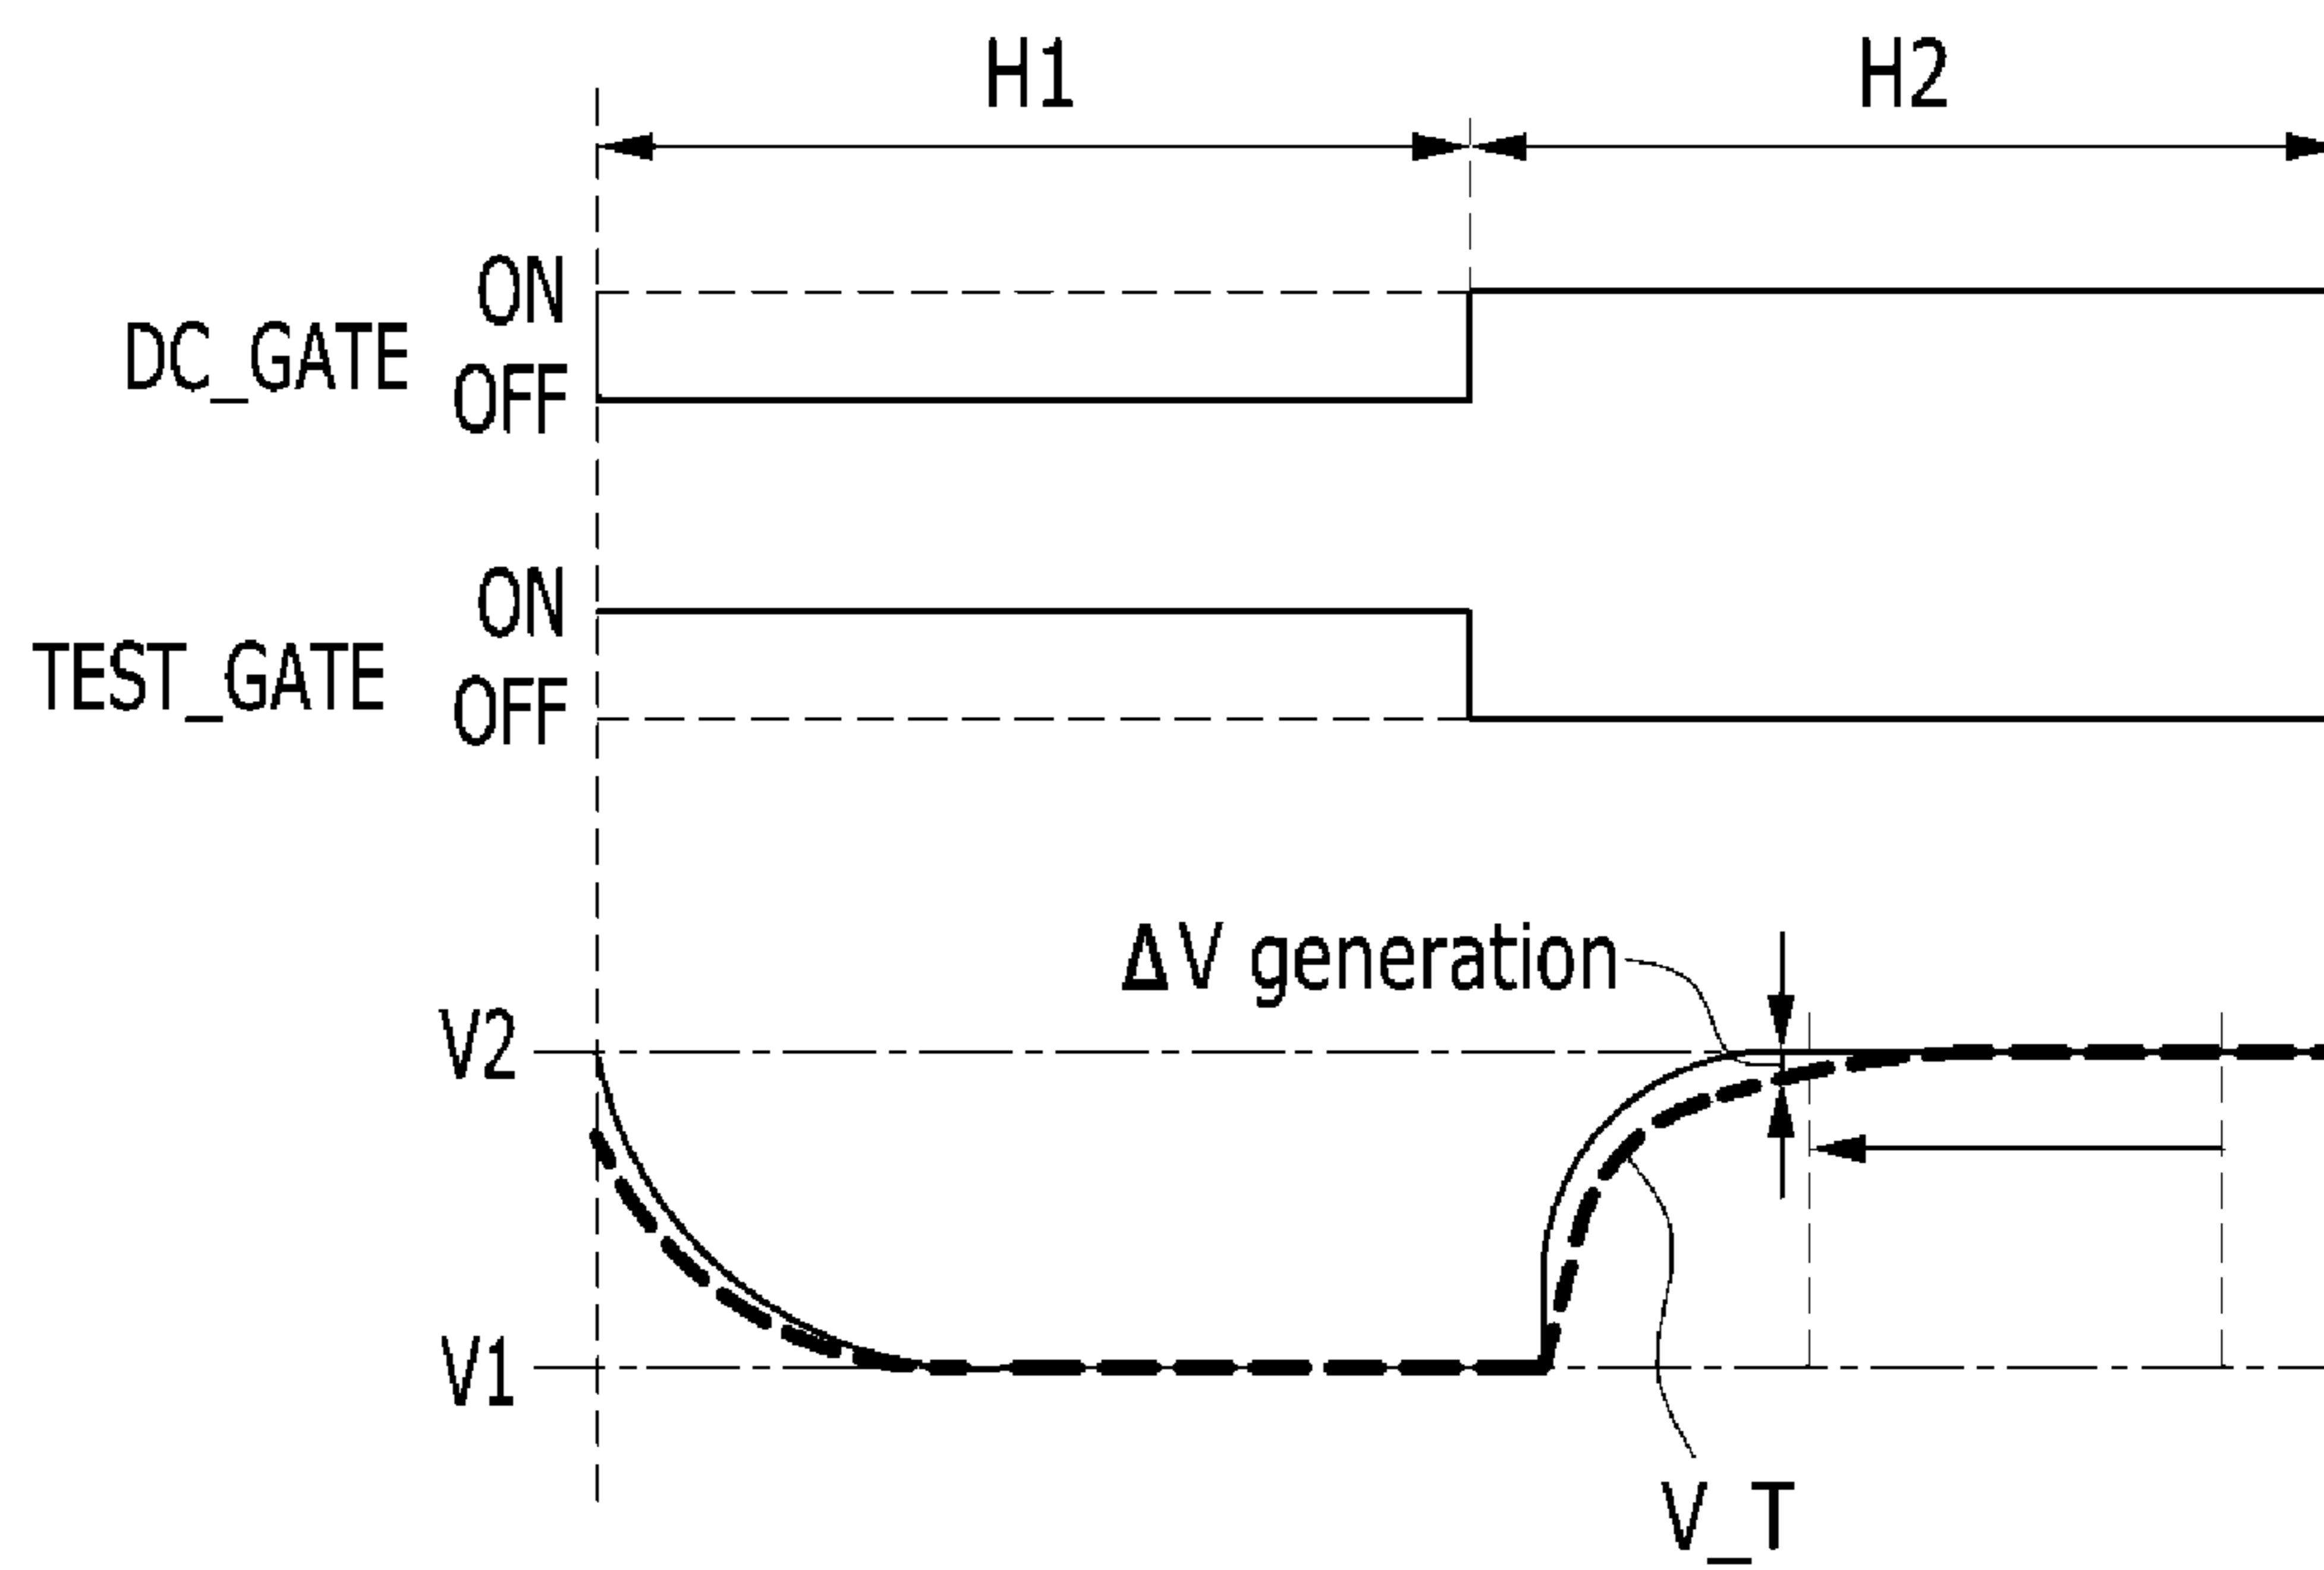 H1 H2
ON
DC_GATE
OFF
ON
TEST_GATE
OFF
ΔV generation
V2
V1
V_T